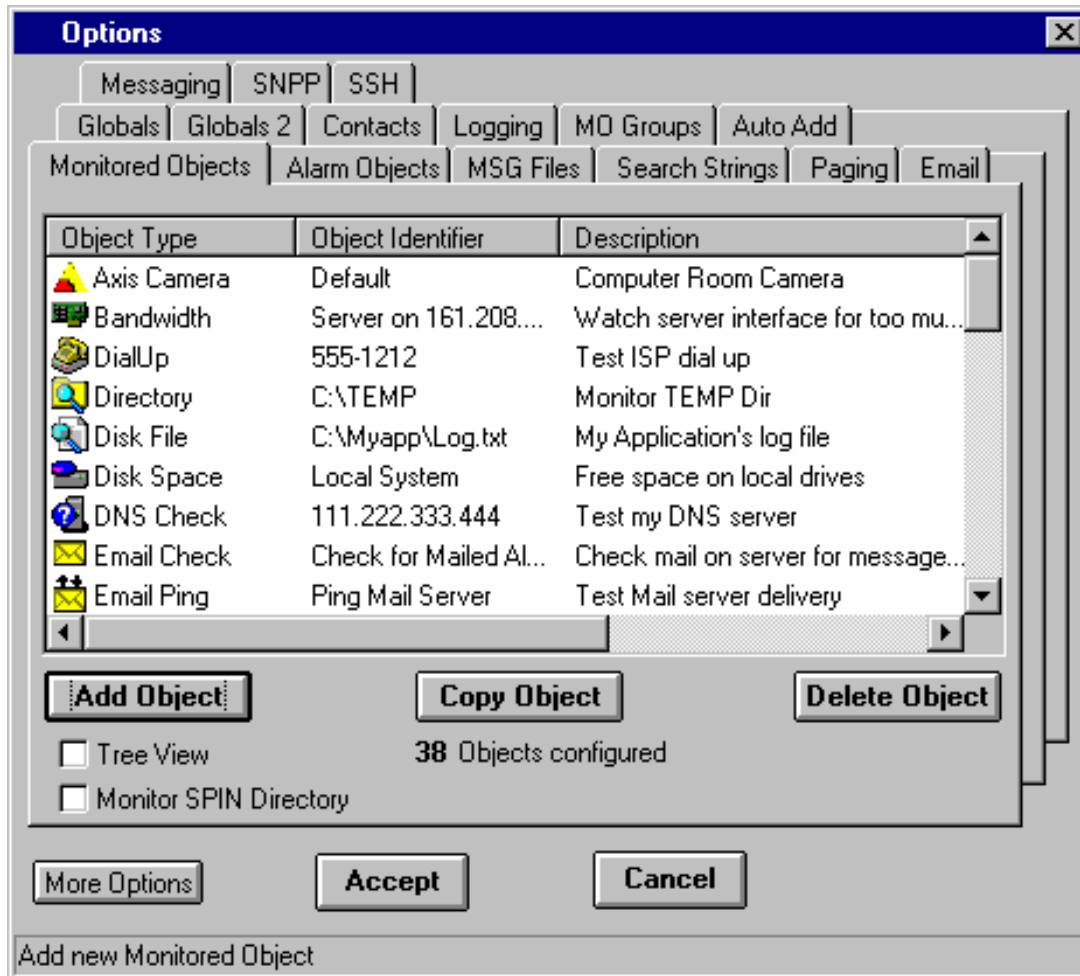 Options
Messaging SNPP SSH
Globals Globals 2 Contacts Logging MO Groups Auto Add
Monitored Objects Alarm Objects MSG Files Search Strings Paging Email
Object Type Object Identifier Description
Axis Camera Default Computer Room Camera
Bandwidth Server on 161.208.... Watch server interface for too mu...
DialUp 555-1212 Test ISP dial up
Directory C:\TEMP Monitor TEMP Dir
Disk File C:\Myapp\Log.txt My Application's log file
Disk Space Local System Free space on local drives
DNS Check 111.222.333.444 Test my DNS server
Email Check Check for Mailed Al... Check mail on server for message...
Email Ping Ping Mail Server Test Mail server delivery
Add Object Copy Object Delete Object
Tree View 38 Objects configured
Monitor SPIN Directory
More Options Accept Cancel
Add new Monitored Object